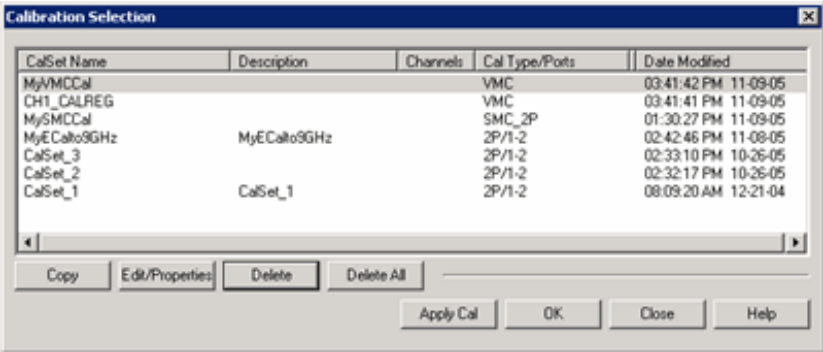 Calibration Selection
CalSet Name Description Channels Cal Type/Ports Date Modified
MyVMCCal VMC 03:41:42 PM 11-09-05
CH1_CALREG VMC 03:41:41 PM 11-09-05
MySMCCal SMC_2P 01:30:27 PM 11-09-05
MyECalto9GHz MyECalto9GHz 2P/1-2 02:42:46 PM 11-08-05
CalSet_3 2P/1-2 02:33:10 PM 10-26-05
CalSet_2 2P/1-2 02:32:17 PM 10-26-05
CalSet_1 CalSet_1 2P/1-2 08:09:20 AM 12-21-04
Copy Edit/Properties Delete Delete All
Apply Cal OK Close Help